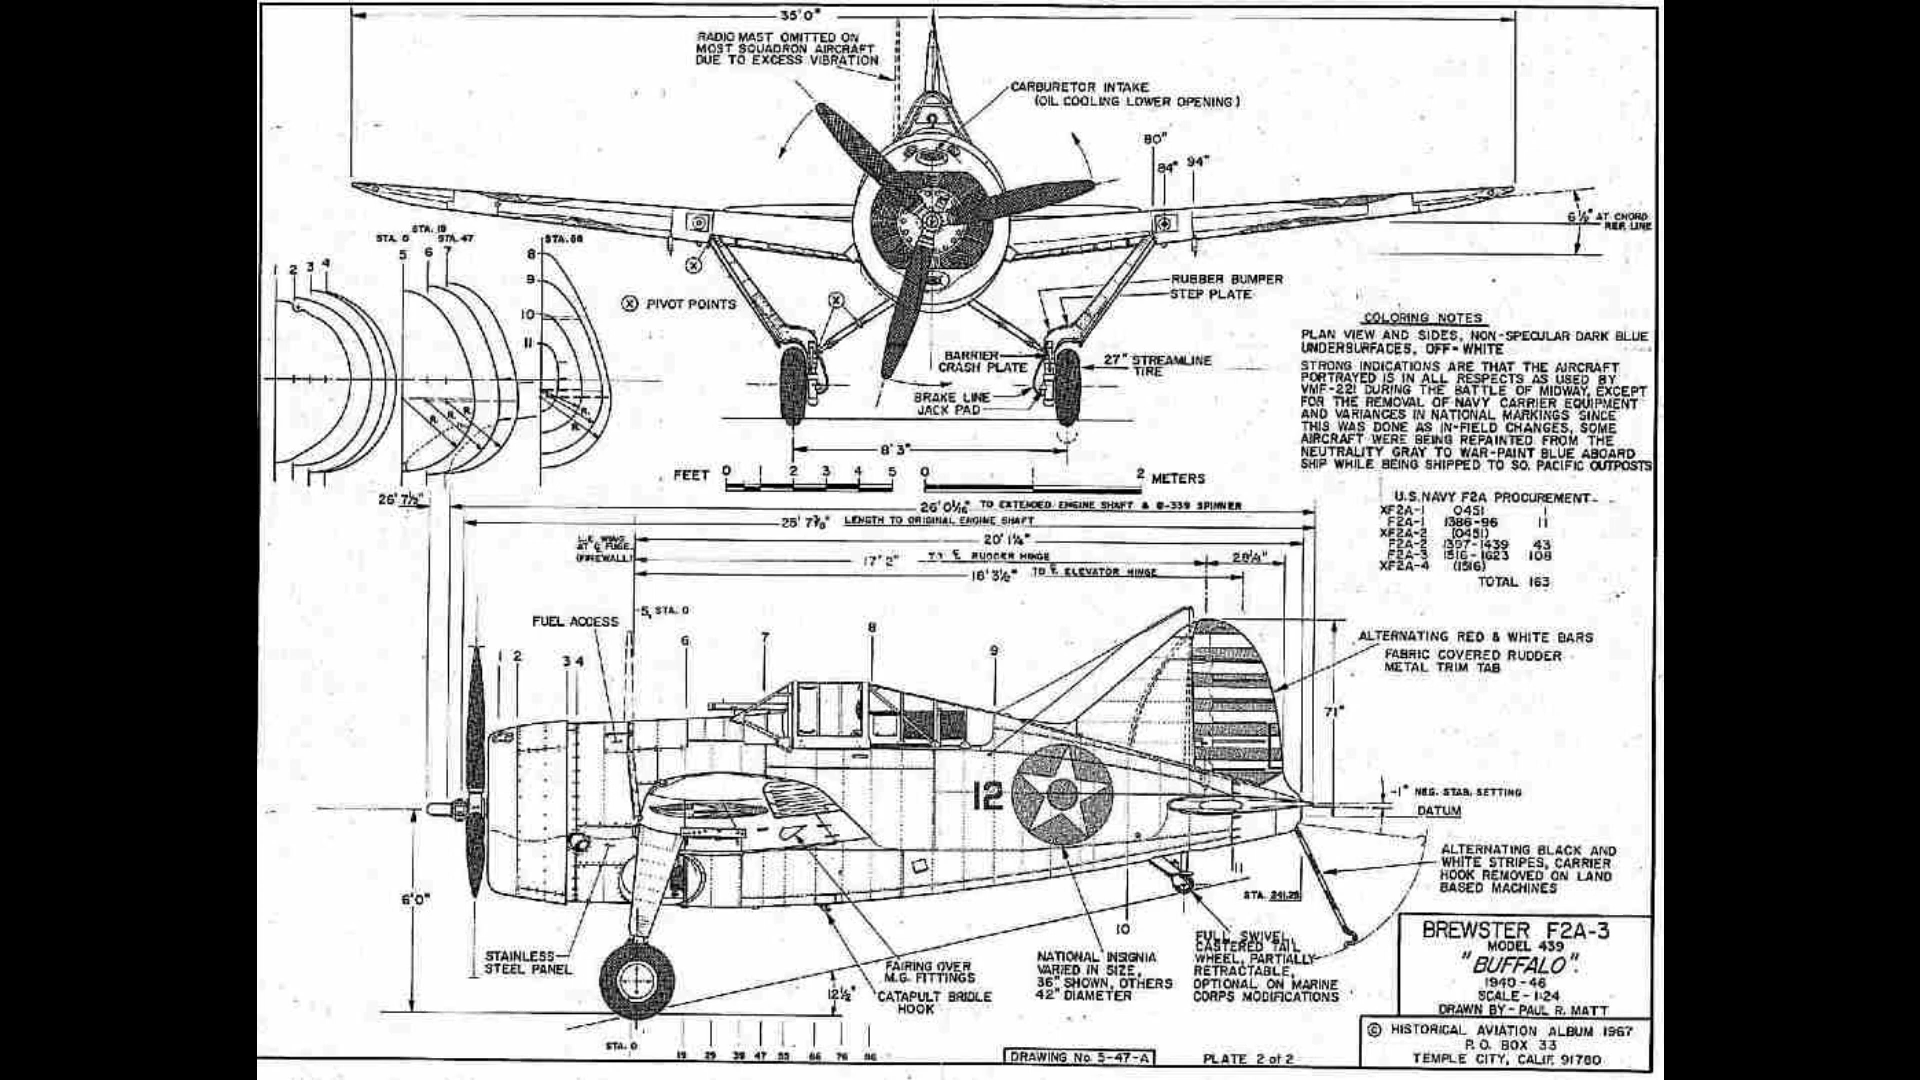 35'0"
RADIO MAST OMITTED ON
MOST SQUADRON AIRCRAFT
DUE TO EXCESS VIBRATION
CARBURETOR INTAKE
(OIL COOLING LOWER OPENING)
80"
84" 94"
6½" AT CHORD
REF. LINE
STA. 0
STA. 19
STA. 47
STA. 86
1 2 3 4
5 6 7
8
9
10
11
R. R. R.
R.
R.
X
X
X PIVOT POINTS
RUBBER BUMPER
STEP PLATE
BARRIER
CRASH PLATE
27" STREAMLINE
TIRE
BRAKE LINE
JACK PAD
8'3"
FEET 0 1 2 3 4 5
0 1 2 METERS
COLORING NOTES
PLAN VIEW AND SIDES, NON-SPECULAR DARK BLUE
UNDERSURFACES, OFF-WHITE
STRONG INDICATIONS ARE THAT THE AIRCRAFT
PORTRAYED IS IN ALL RESPECTS AS USED BY
VMF-221 DURING THE BATTLE OF MIDWAY, EXCEPT
FOR THE REMOVAL OF NAVY CARRIER EQUIPMENT
AND VARIANCES IN NATIONAL MARKINGS SINCE
THIS WAS DONE AS IN-FIELD CHANGES, SOME
AIRCRAFT WERE BEING REPAINTED FROM THE
NEUTRALITY GRAY TO WAR-PAINT BLUE ABOARD
SHIP WHILE BEING SHIPPED TO SO. PACIFIC OUTPOSTS
U.S. NAVY F2A PROCUREMENT
XF2A-1 0451 1
F2A-1 1386-96 11
XF2A-2 (0451)
F2A-2 1397-1439 43
F2A-3 1516-1623 108
XF2A-4 (1516)
TOTAL 163
26'7½"
TO EXTENDED ENGINE SHAFT & B-339 SPINNER
LENGTH TO ORIGINAL ENGINE SHAFT
20'1¼"
L.E. WING
AT ℄ FUSE.
(FIREWALL)
17'2" TO ℄ RUDDER HINGE
28¼"
16'3½" TO ℄ ELEVATOR HINGE
FUEL ACCESS
5, STA. 0
1 2 3 4
6
7
8
9
ALTERNATING RED & WHITE BARS
FABRIC COVERED RUDDER
METAL TRIM TAB
71"
12
-1° NEG. STAB. SETTING
DATUM
ALTERNATING BLACK AND
WHITE STRIPES, CARRIER
HOOK REMOVED ON LAND
BASED MACHINES
6'0"
11
10
STA. 241.25
STAINLESS
STEEL PANEL
FAIRING OVER
M.G. FITTINGS
CATAPULT BRIDLE
HOOK
12½"
NATIONAL INSIGNIA
VARIED IN SIZE,
36" SHOWN, OTHERS
42" DIAMETER
FULL SWIVEL
CASTERED TAIL
WHEEL, PARTIALLY
RETRACTABLE,
OPTIONAL ON MARINE
CORPS MODIFICATIONS
BREWSTER F2A-3
MODEL 439
"BUFFALO".
1940-46
SCALE - 1:24
DRAWN BY - PAUL R. MATT
STA. 0
19 29 39 47 55 66 76 86
DRAWING No. 5-47-A
PLATE 2 of 2
© HISTORICAL AVIATION ALBUM 1967
P.O. BOX 33
TEMPLE CITY, CALIF. 91780